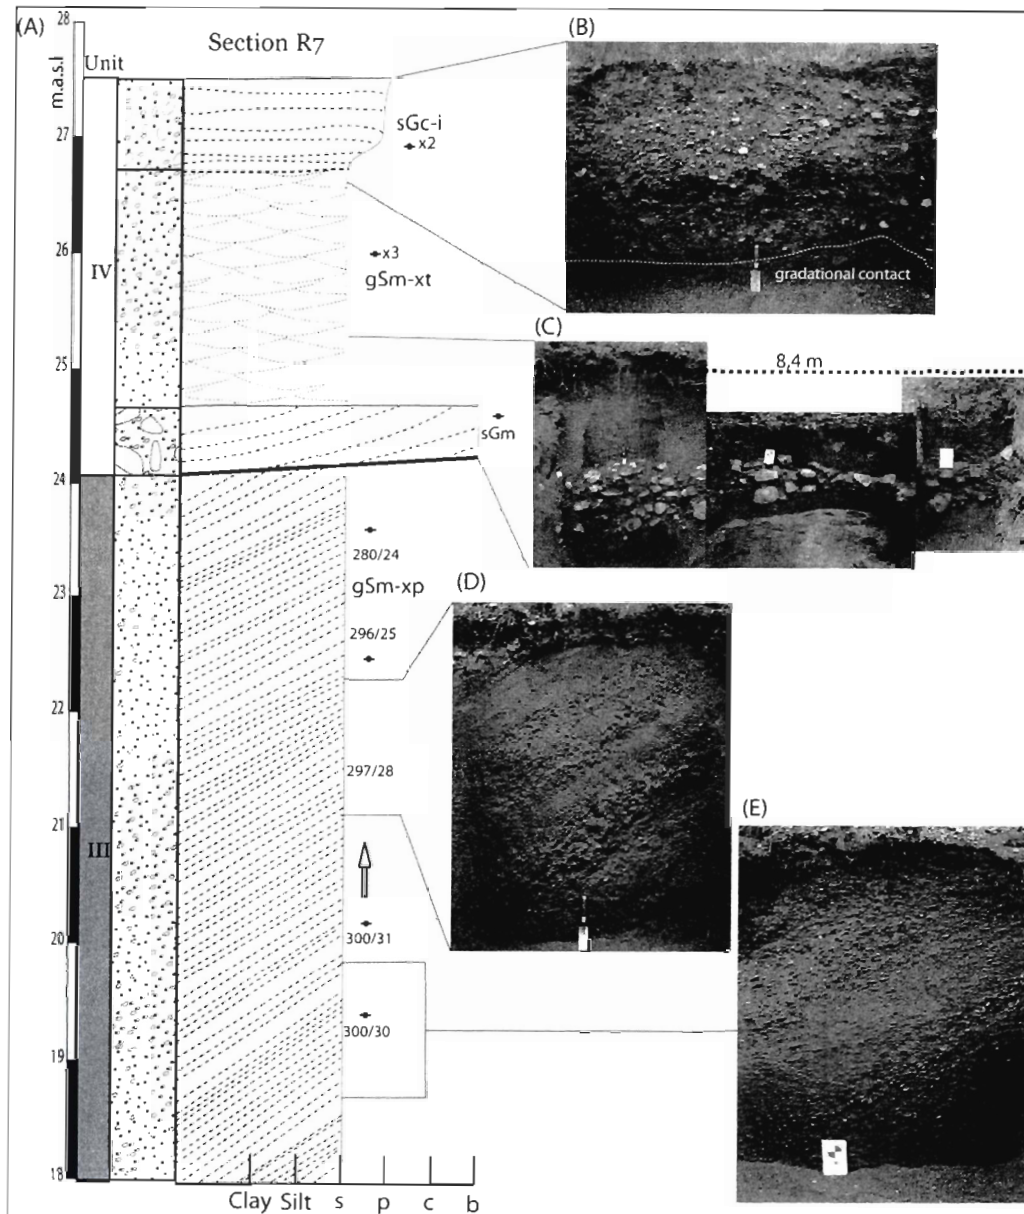 (A)
28
Section R7
(B)
m.a.s.l
Unit
27
sGc-i
x2
26
x3
IV
gSm-xt
gradational contact
25
(C)
8,4 m
sGm
24
280/24
23
gSm-xp
(D)
296/25
22
297/28
21
(E)
III
20
300/31
300/30
19
18
Clay Silt s p c b